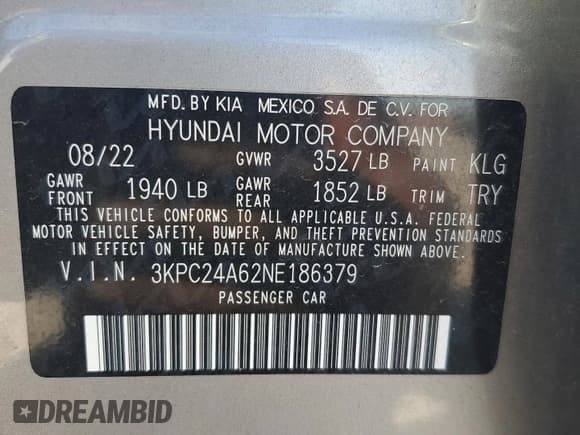 MFD. BY KIA MEXICO S.A. DE C.V. FOR
HYUNDAI MOTOR COMPANY
08/22 GVWR 3527 LB PAINT KLG
GAWR FRONT 1940 LB GAWR REAR 1852 LB TRIM TRY
THIS VEHICLE CONFORMS TO ALL APPLICABLE U.S.A. FEDERAL
MOTOR VEHICLE SAFETY, BUMPER, AND THEFT PREVENTION STANDARDS
IN EFFECT ON THE DATE OF MANUFACTURE SHOWN ABOVE.
V.I.N. 3KPC24A62NE186379
PASSENGER CAR
DREAMBID